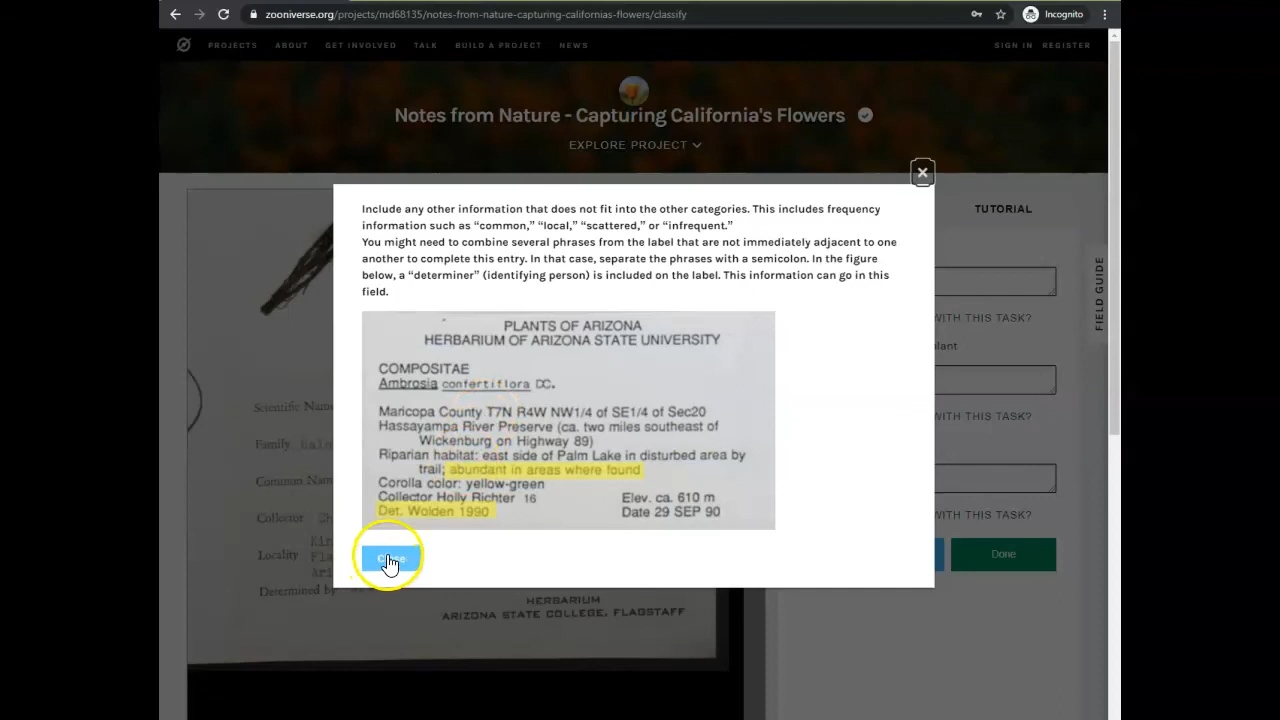 zooniverse.org/projects/md68135/notes-from-nature-capturing-californias-flowers/classify
Incognito
PROJECTS ABOUT GET INVOLVED TALK BUILD A PROJECT NEWS SIGN IN REGISTER
Notes from Nature - Capturing California's Flowers
EXPLORE PROJECT
Include any other information that does not fit into the other categories. This includes frequency
information such as “common,” “local,” “scattered,” or “infrequent.”
You might need to combine several phrases from the label that are not immediately adjacent to one
another to complete this entry. In that case, separate the phrases with a semicolon. In the figure
below, a “determiner” (identifying person) is included on the label. This information can go in this
field.
PLANTS OF ARIZONA
HERBARIUM OF ARIZONA STATE UNIVERSITY
COMPOSITAE
Ambrosia confertiflora DC.
Maricopa County T7N R4W NW1/4 of SE1/4 of Sec20
Hassayampa River Preserve (ca. two miles southeast of
Wickenburg on Highway 89)
Riparian habitat: east side of Palm Lake in disturbed area by
trail; abundant in areas where found
Corolla color: yellow-green
Collector Holly Richter 16 Elev. ca. 610 m
Det. Wolden 1990 Date 29 SEP 90
Close
TUTORIAL
FIELD GUIDE
WITH THIS TASK?
WITH THIS TASK?
WITH THIS TASK?
Done
Scientific Name
Family
Common Name
Collector
Locality
Determined by
HERBARIUM
ARIZONA STATE COLLEGE, FLAGSTAFF